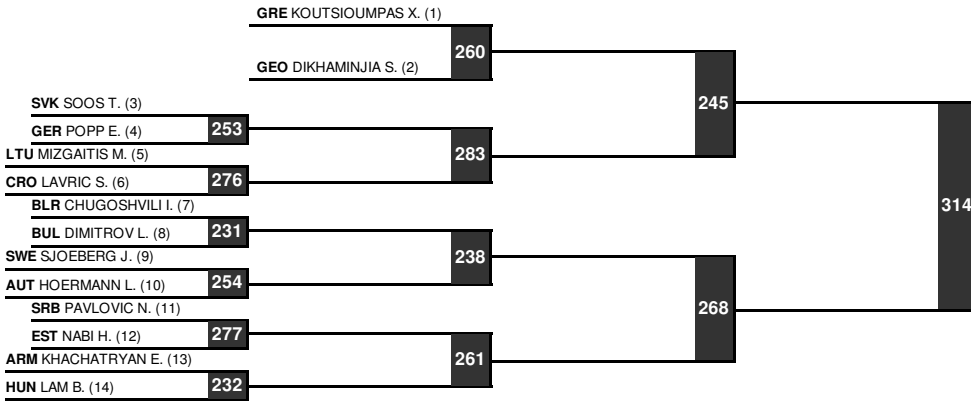 GRE KOUTSIOUMPAS X. (1)
260
GEO DIKHAMINJIA S. (2)
245
SVK SOOS T. (3)
253
GER POPP E. (4)
314
LTU MIZGAITIS M. (5)
283
276
CRO LAVRIC S. (6)
BLR CHUGOSHVILI I. (7)
231
BUL DIMITROV L. (8)
238
SWE SJOEBERG J. (9)
254
AUT HOERMANN L. (10)
268
SRB PAVLOVIC N. (11)
277
EST NABI H. (12)
261
ARM KHACHATRYAN E. (13)
232
HUN LAM B. (14)